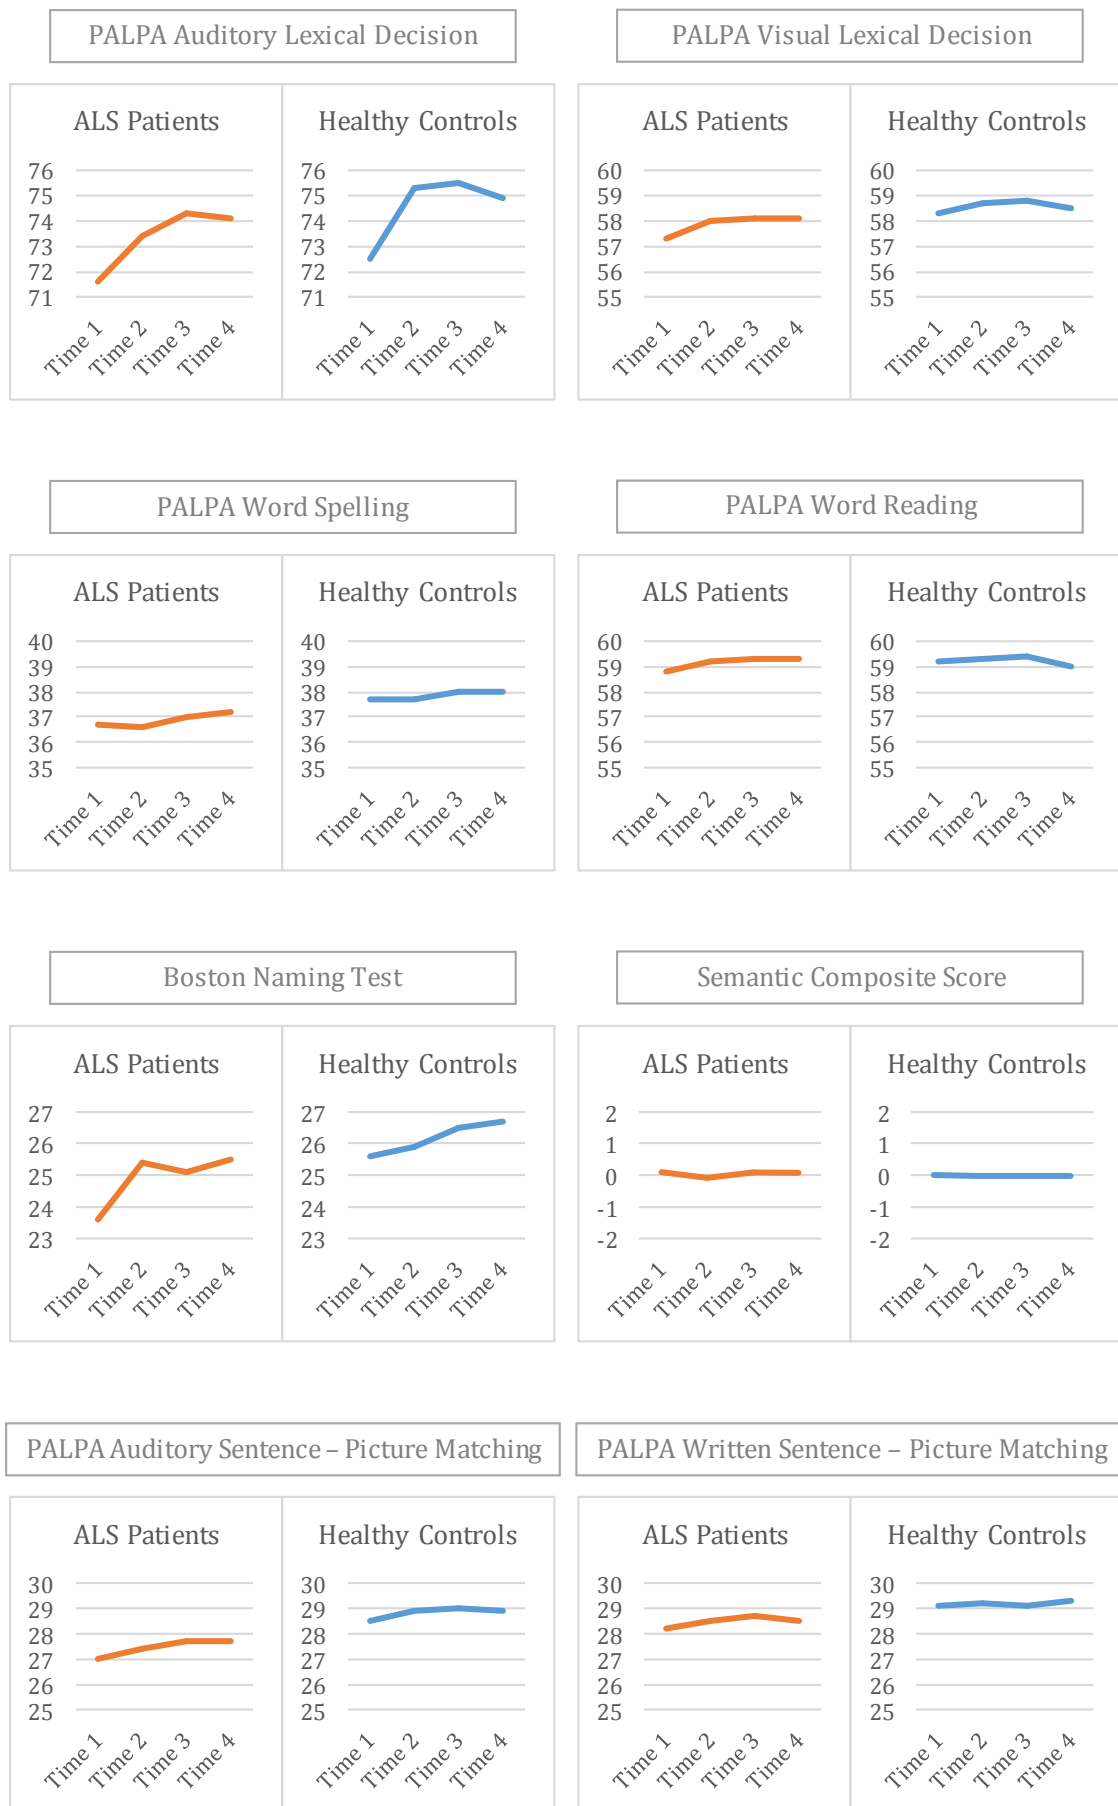 PALPA Auditory Lexical Decision
PALPA Visual Lexical Decision
ALS Patients
76
75
74
73
72
71
Time 1
Time 2
Time 3
Time 4
Healthy Controls
76
75
74
73
72
71
Time 1
Time 2
Time 3
Time 4
ALS Patients
60
59
58
57
56
55
Time 1
Time 2
Time 3
Time 4
Healthy Controls
60
59
58
57
56
55
Time 1
Time 2
Time 3
Time 4
PALPA Word Spelling
PALPA Word Reading
ALS Patients
40
39
38
37
36
35
Time 1
Time 2
Time 3
Time 4
Healthy Controls
40
39
38
37
36
35
Time 1
Time 2
Time 3
Time 4
ALS Patients
60
59
58
57
56
55
Time 1
Time 2
Time 3
Time 4
Healthy Controls
60
59
58
57
56
55
Time 1
Time 2
Time 3
Time 4
Boston Naming Test
Semantic Composite Score
ALS Patients
27
26
25
24
23
Time 1
Time 2
Time 3
Time 4
Healthy Controls
27
26
25
24
23
Time 1
Time 2
Time 3
Time 4
ALS Patients
2
1
0
-1
-2
Time 1
Time 2
Time 3
Time 4
Healthy Controls
2
1
0
-1
-2
Time 1
Time 2
Time 3
Time 4
PALPA Auditory Sentence – Picture Matching
PALPA Written Sentence – Picture Matching
ALS Patients
30
29
28
27
26
25
Time 1
Time 2
Time 3
Time 4
Healthy Controls
30
29
28
27
26
25
Time 1
Time 2
Time 3
Time 4
ALS Patients
30
29
28
27
26
25
Time 1
Time 2
Time 3
Time 4
Healthy Controls
30
29
28
27
26
25
Time 1
Time 2
Time 3
Time 4